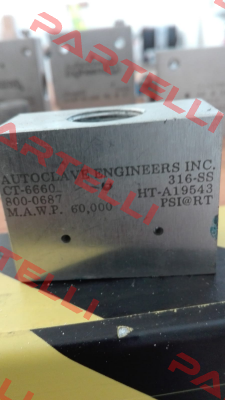 PARTELLI
AUTOCLAVE ENGINEERS INC.
CT-6660- 316-SS
800-0687 HT-A19543
M.A.W.P. 60,000 PSI@RT
PARTELLI
PARTELLI